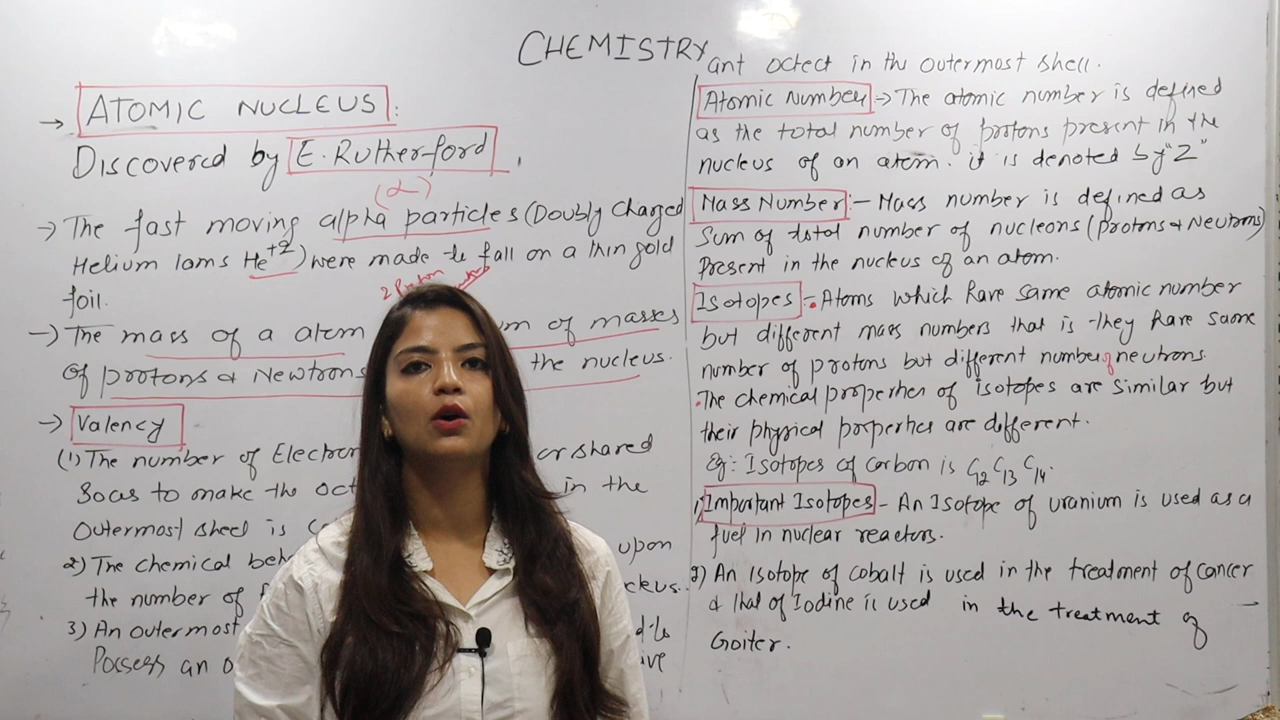 CHEMISTRY
→ ATOMIC NUCLEUS :
Discovered by E. Rutherford .
(α)
→ The fast moving alpha particles (Doubly Charged
Helium Ions He+2) were made to fall on a thin gold
foil.
2 Proton
→) The mass of a atom um of masses
of protons & Newtrons the nucleus.
→ Valency
(1) The number of Electron or shared
so as to make the oct in the
outermost sheel is
2) The chemical beh upon
the number of ckeus.
3) An outermost
Possess an o
ant octect in the outermost shell.
Atomic Number → The atomic number is defined
as the total number of protons present in the
nucleus of an atom. it is denoted by "Z"
Mass Number :- Mass number is defined as
Sum of total number of nucleons (protons & Neutrons)
Present in the nucleus of an atom.
Isotopes :- Atoms which have same atomic number
but different mass numbers that is they have same
number of protons but different number of neutrons.
. The chemical properties of isotopes are similar but
their physical properties are different.
Eg: Isotopes of carbon is C12 C13 C14.
1) Important Isotopes - An Isotope of uranium is used as a
fuel in nuclear reactors.
2) An isotope of cobalt is used in the treatment of cancer
& that of Iodine is used in the treatment of
Goiter.